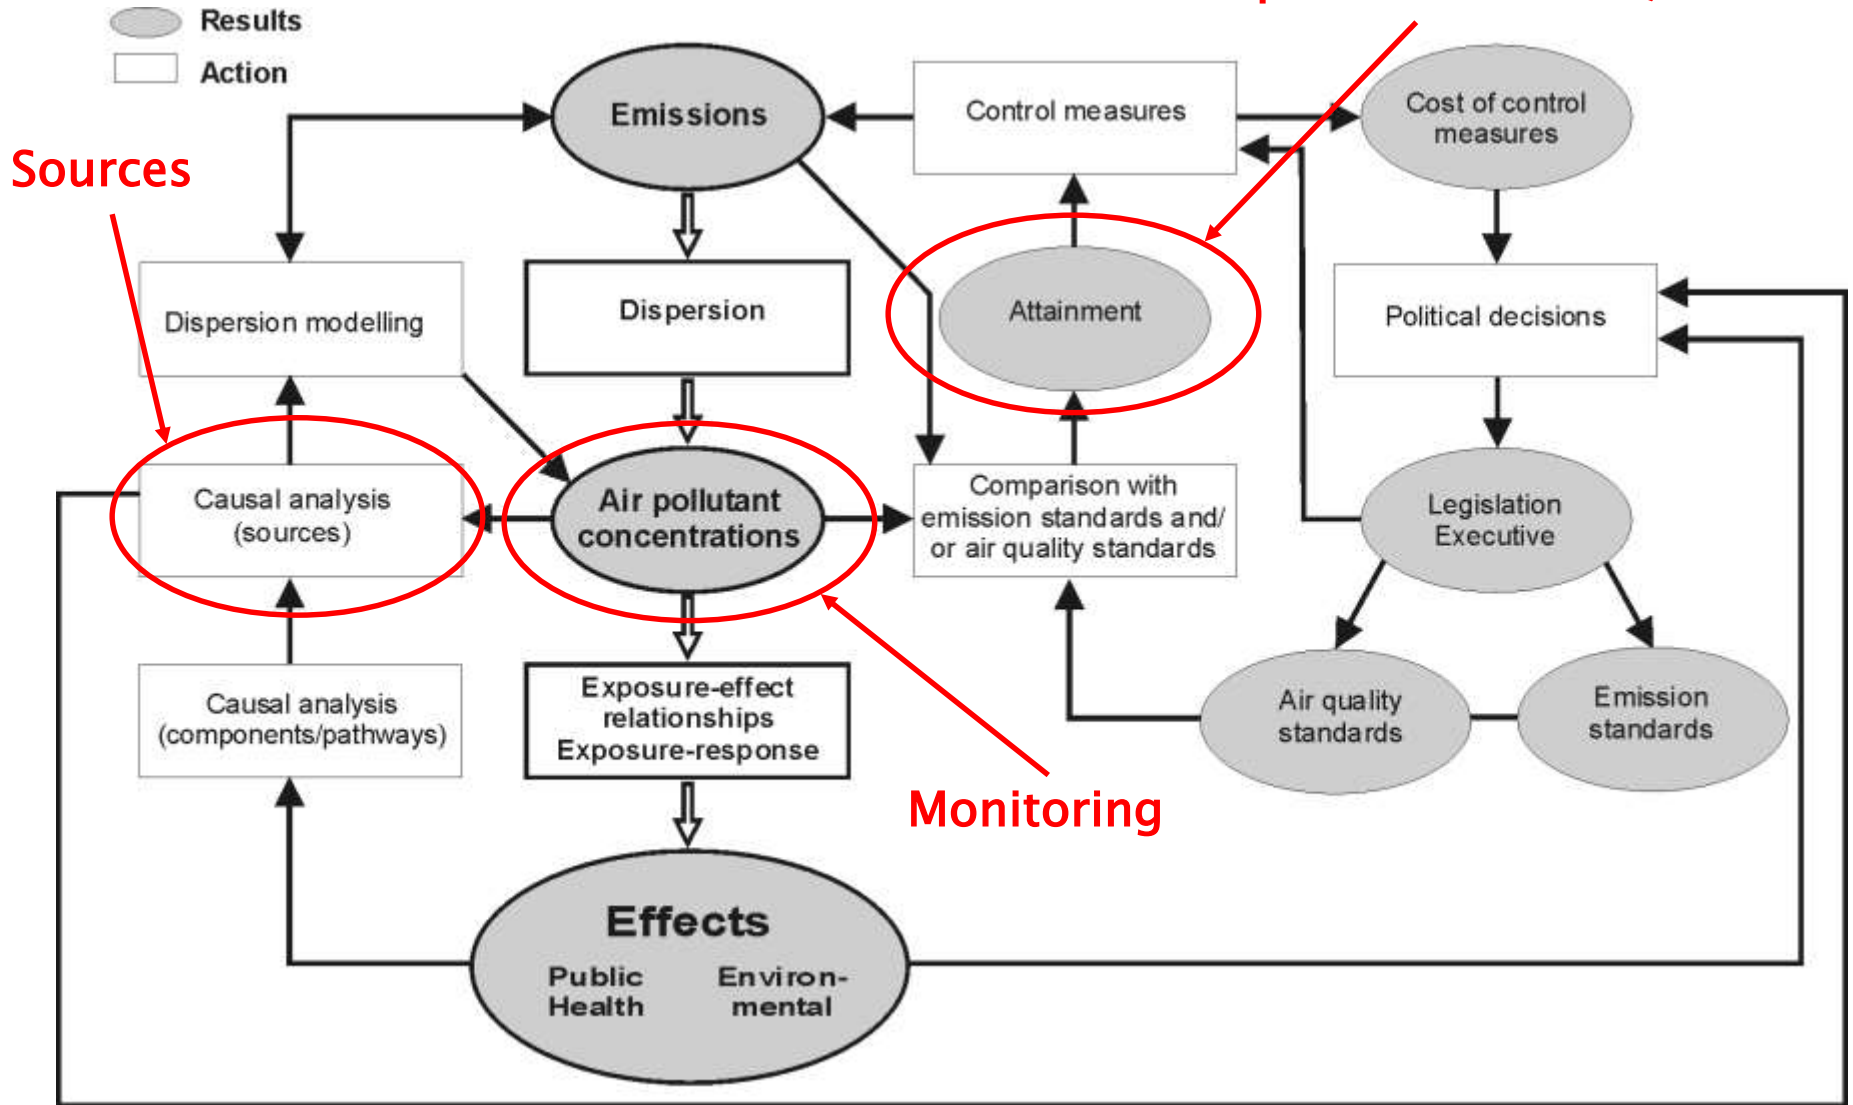 Results
Action
Emissions
Control measures
Cost of control
measures
Sources
Dispersion modelling
Dispersion
Attainment
Political decisions
Causal analysis
(sources)
Air pollutant
concentrations
Comparison with
emission standards and/
or air quality standards
Legislation
Executive
Causal analysis
(components/pathways)
Exposure-effect
relationships
Exposure-response
Air quality
standards
Emission
standards
Monitoring
Effects
Public
Health
Environ-
mental